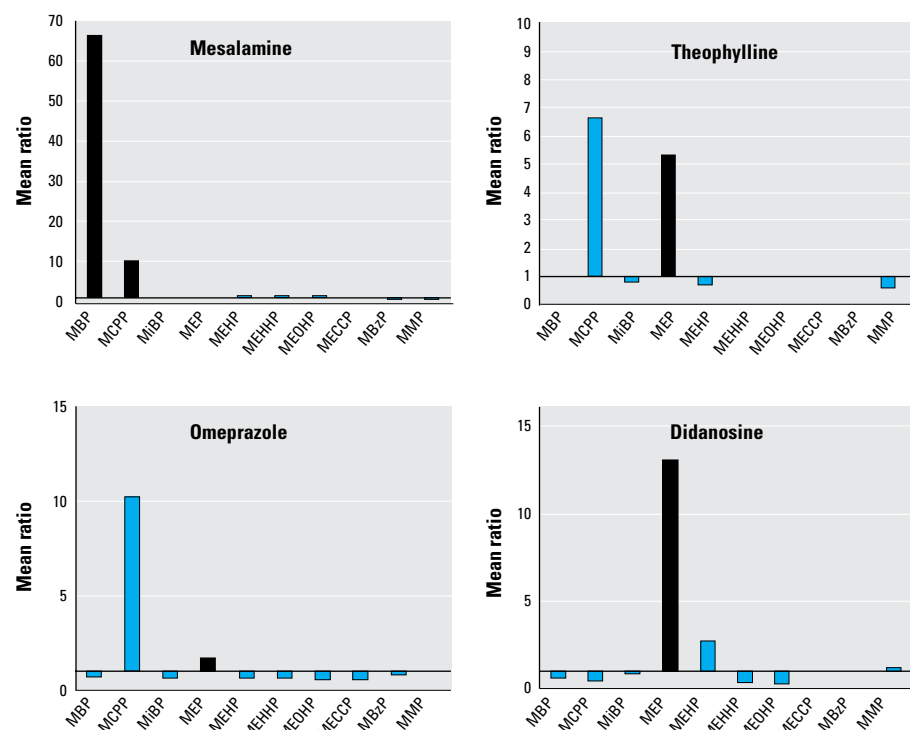 Mesalamine
Mean ratio
70
60
50
40
30
20
10
0
MBP
MCPP
MiBP
MEP
MEHP
MEHHP
MEOHP
MECCP
MBzP
MMP
Theophylline
Mean ratio
10
9
8
7
6
5
4
3
2
1
0
MBP
MCPP
MiBP
MEP
MEHP
MEHHP
MEOHP
MECCP
MBzP
MMP
Omeprazole
Mean ratio
15
10
5
0
MBP
MCPP
MiBP
MEP
MEHP
MEHHP
MEOHP
MECCP
MBzP
MMP
Didanosine
Mean ratio
15
10
5
0
MBP
MCPP
MiBP
MEP
MEHP
MEHHP
MEOHP
MECCP
MBzP
MMP